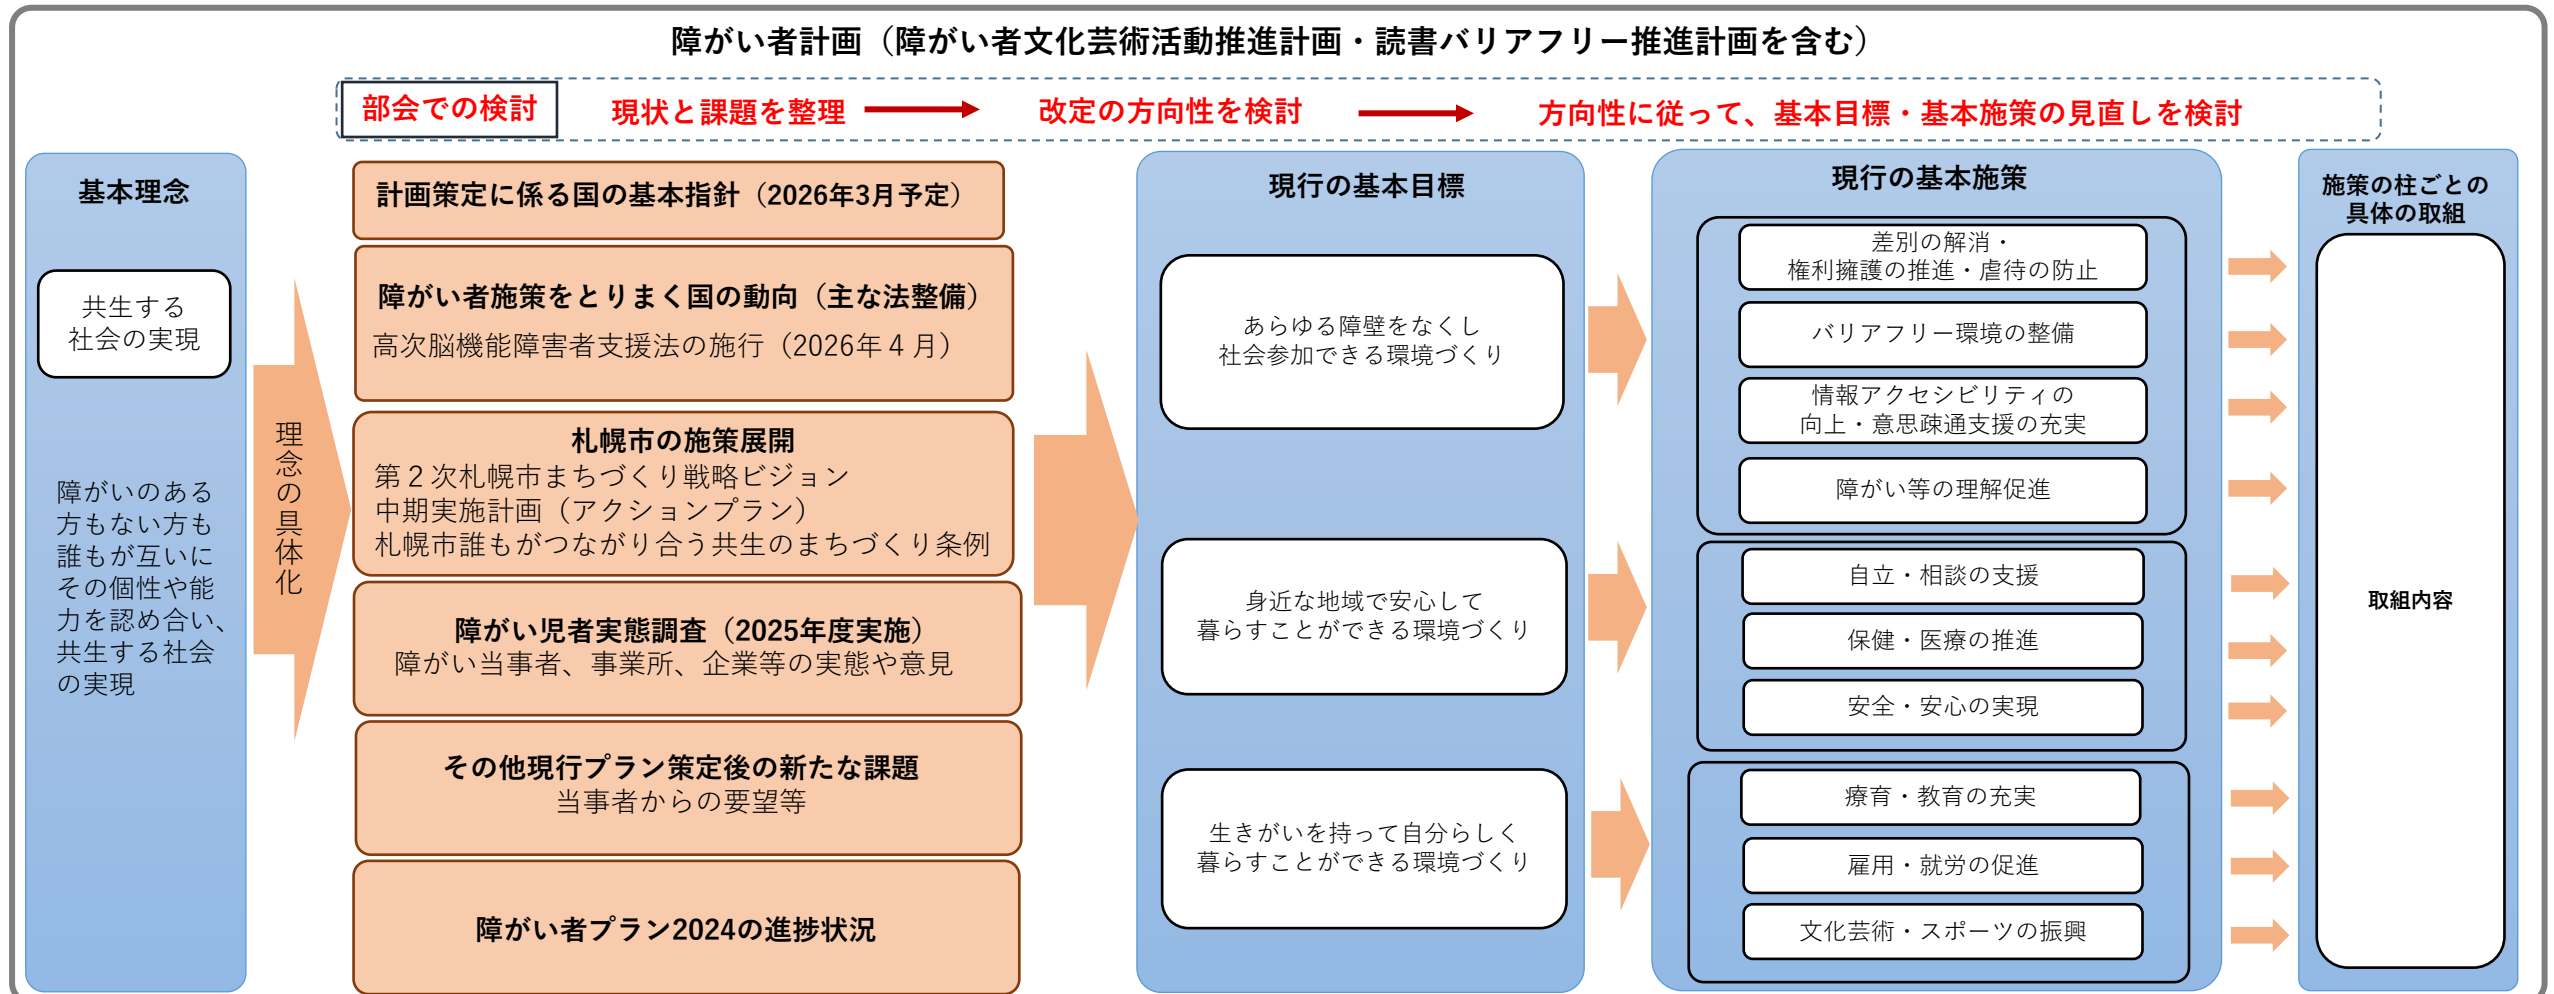 障がい者計画（障がい者文化芸術活動推進計画・読書バリアフリー推進計画を含む）
部会での検討
現状と課題を整理
改定の方向性を検討
方向性に従って、基本目標・基本施策の見直しを検討
基本理念
共生する
社会の実現
障がいのある
方もない方も
誰もが互いに
その個性や能
力を認め合い、
共生する社会
の実現
理念の具体化
計画策定に係る国の基本指針（2026年3月予定）
障がい者施策をとりまく国の動向（主な法整備）
高次脳機能障害者支援法の施行（2026年４月）
札幌市の施策展開
第２次札幌市まちづくり戦略ビジョン
中期実施計画（アクションプラン）
札幌市誰もがつながり合う共生のまちづくり条例
障がい児者実態調査（2025年度実施）
障がい当事者、事業所、企業等の実態や意見
その他現行プラン策定後の新たな課題
当事者からの要望等
障がい者プラン2024の進捗状況
現行の基本目標
あらゆる障壁をなくし
社会参加できる環境づくり
身近な地域で安心して
暮らすことができる環境づくり
生きがいを持って自分らしく
暮らすことができる環境づくり
現行の基本施策
差別の解消・
権利擁護の推進・虐待の防止
バリアフリー環境の整備
情報アクセシビリティの
向上・意思疎通支援の充実
障がい等の理解促進
自立・相談の支援
保健・医療の推進
安全・安心の実現
療育・教育の充実
雇用・就労の促進
文化芸術・スポーツの振興
施策の柱ごとの
具体の取組
取組内容